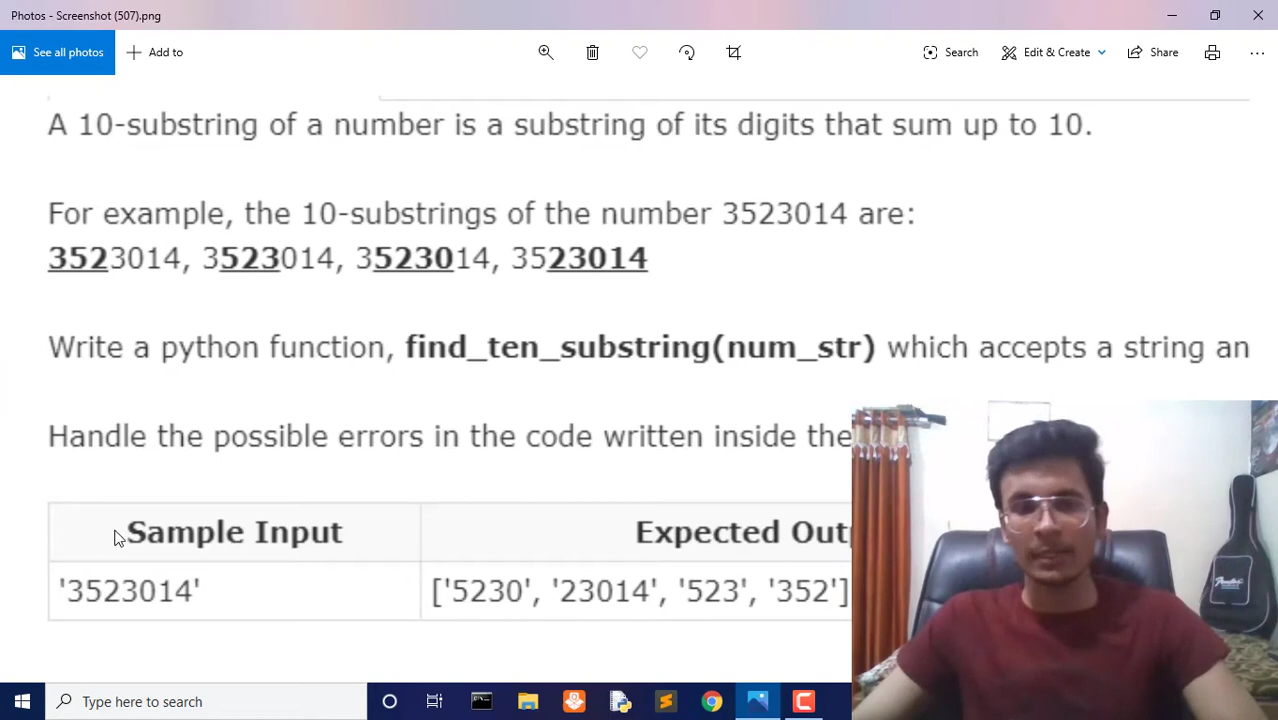 Photos - Screenshot (507).png
See all photos
Add to
Search
Edit & Create
Share
A 10-substring of a number is a substring of its digits that sum up to 10.
For example, the 10-substrings of the number 3523014 are:
3523014, 3523014, 3523014, 3523014
Write a python function, find_ten_substring(num_str) which accepts a string an
Handle the possible errors in the code written inside the
Sample Input
Expected Outp
'3523014'
['5230', '23014', '523', '352']
Type here to search